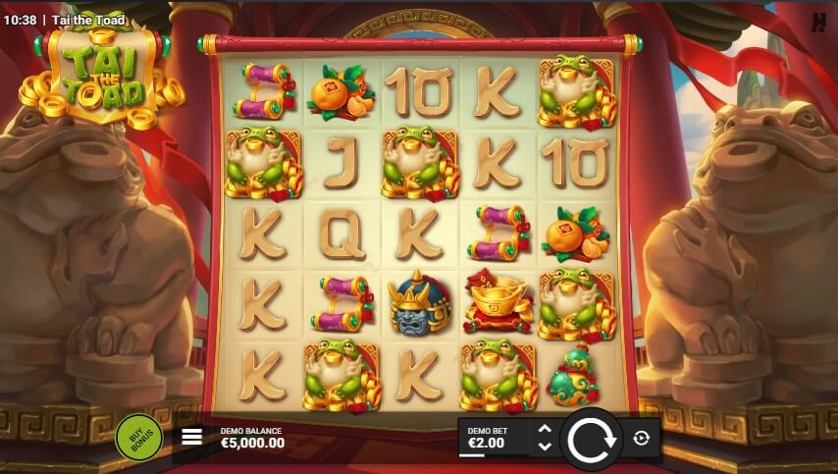 10:38 | Tai the Toad
TAI
THE
TOAD
10 K
J K 10
K Q K
K
K K
BUY
BONUS
DEMO BALANCE
€5,000.00
DEMO BET
€2.00